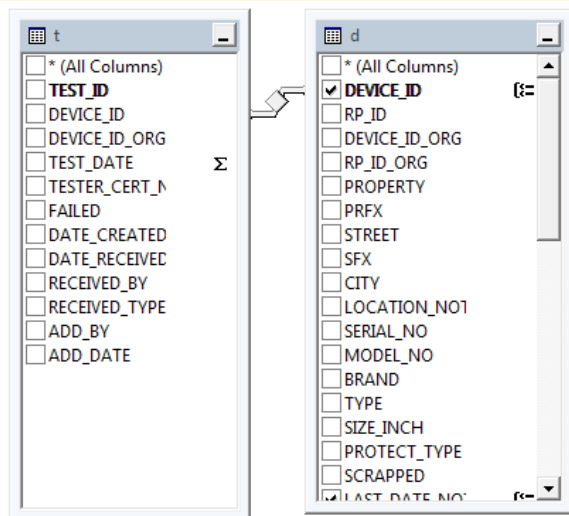 t
* (All Columns)
TEST_ID
DEVICE_ID
DEVICE_ID_ORG
TEST_DATE Σ
TESTER_CERT_N
FAILED
DATE_CREATED
DATE_RECEIVED
RECEIVED_BY
RECEIVED_TYPE
ADD_BY
ADD_DATE
d
* (All Columns)
DEVICE_ID
RP_ID
DEVICE_ID_ORG
RP_ID_ORG
PROPERTY
PRFX
STREET
SFX
CITY
LOCATION_NOT
SERIAL_NO
MODEL_NO
BRAND
TYPE
SIZE_INCH
PROTECT_TYPE
SCRAPPED
LAST_DATE_NOT